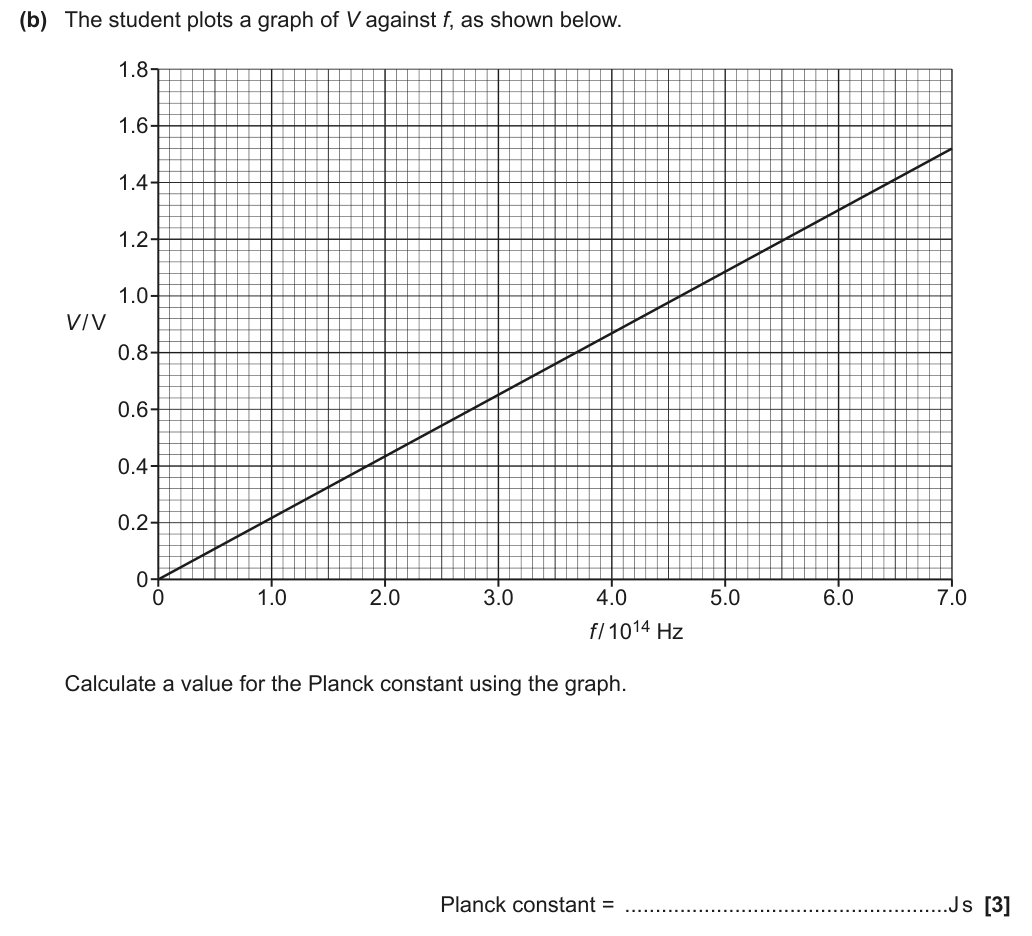 (b) The student plots a graph of V against f, as shown below.
1.8
1.6
1.4
1.2
1.0
V/V
0.8
0.6
0.4
0.2
0
0 1.0 2.0 3.0 4.0 5.0 6.0 7.0
f/10¹⁴ Hz
Calculate a value for the Planck constant using the graph.
Planck constant = .....................................................Js [3]